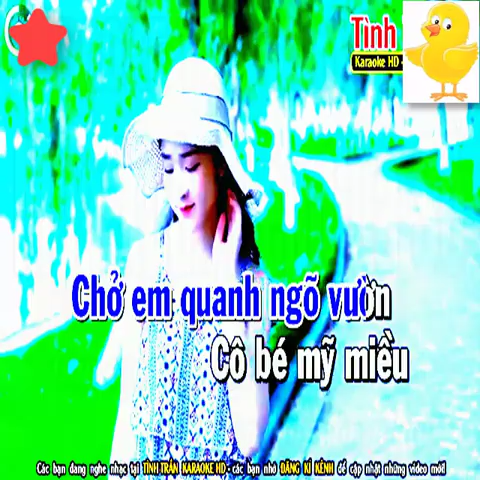 Tình
Karaoke HD -
Chở em quanh ngõ vườn
Cô bé mỹ miều
Các bạn đang nghe nhạc tại TÌNH TRẦN KARAOKE HD - các bạn nhớ ĐĂNG KÍ KÊNH để cập nhật những video mới!